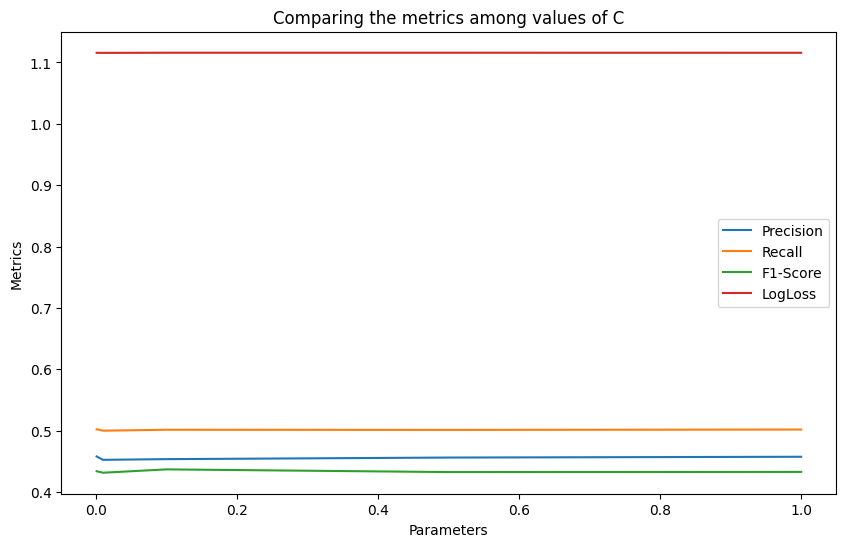 Comparing the metrics among values of C
Metrics
1.1
1.0
0.9
0.8
0.7
0.6
0.5
0.4
Precision
Recall
F1-Score
LogLoss
0.0 0.2 0.4 0.6 0.8 1.0
Parameters